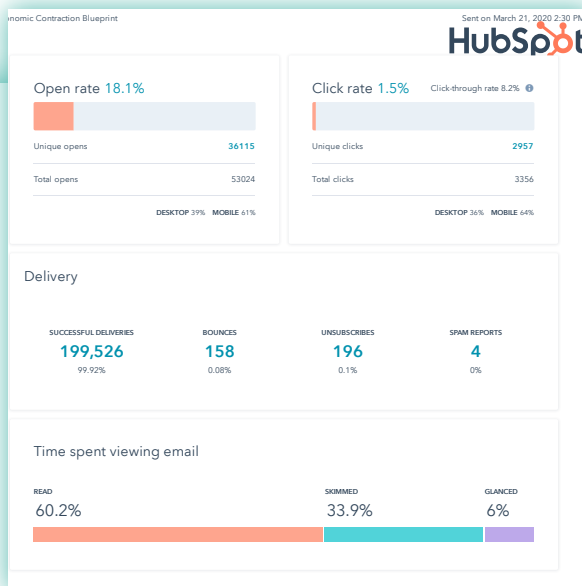 onomic Contraction Blueprint
Sent on March 21, 2020 2:30 PM
HubSpot
Open rate 18.1%
Unique opens 36115
Total opens 53024
DESKTOP 39% MOBILE 61%
Click rate 1.5% Click-through rate 8.2%
Unique clicks 2957
Total clicks 3356
DESKTOP 36% MOBILE 64%
Delivery
SUCCESSFUL DELIVERIES BOUNCES UNSUBSCRIBES SPAM REPORTS
199,526 158 196 4
99.92% 0.08% 0.1% 0%
Time spent viewing email
READ SKIMMED GLANCED
60.2% 33.9% 6%